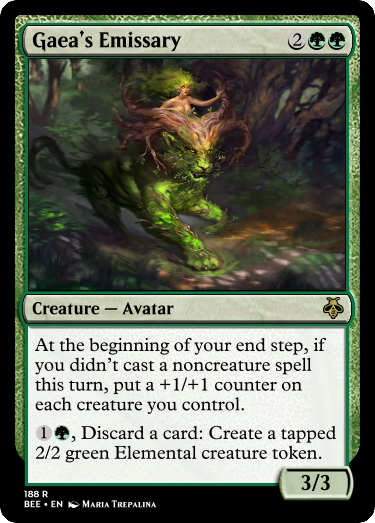 Gaea's Emissary 2
Creature — Avatar
At the beginning of your end step, if
you didn't cast a noncreature spell
this turn, put a +1/+1 counter on
each creature you control.
1, Discard a card: Create a tapped
2/2 green Elemental creature token.
3/3
188 R
BEE • EN Maria Trepalina